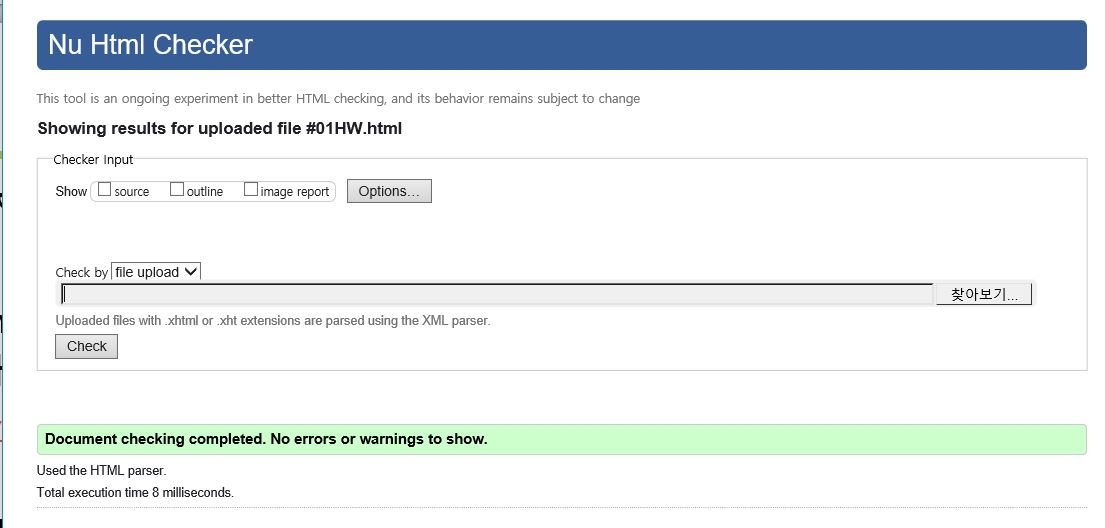 Nu Html Checker
This tool is an ongoing experiment in better HTML checking, and its behavior remains subject to change
Showing results for uploaded file #01HW.html
Checker Input
Show source outline image report Options...
Check by file upload
찾아보기...
Uploaded files with .xhtml or .xht extensions are parsed using the XML parser.
Check
Document checking completed. No errors or warnings to show.
Used the HTML parser.
Total execution time 8 milliseconds.